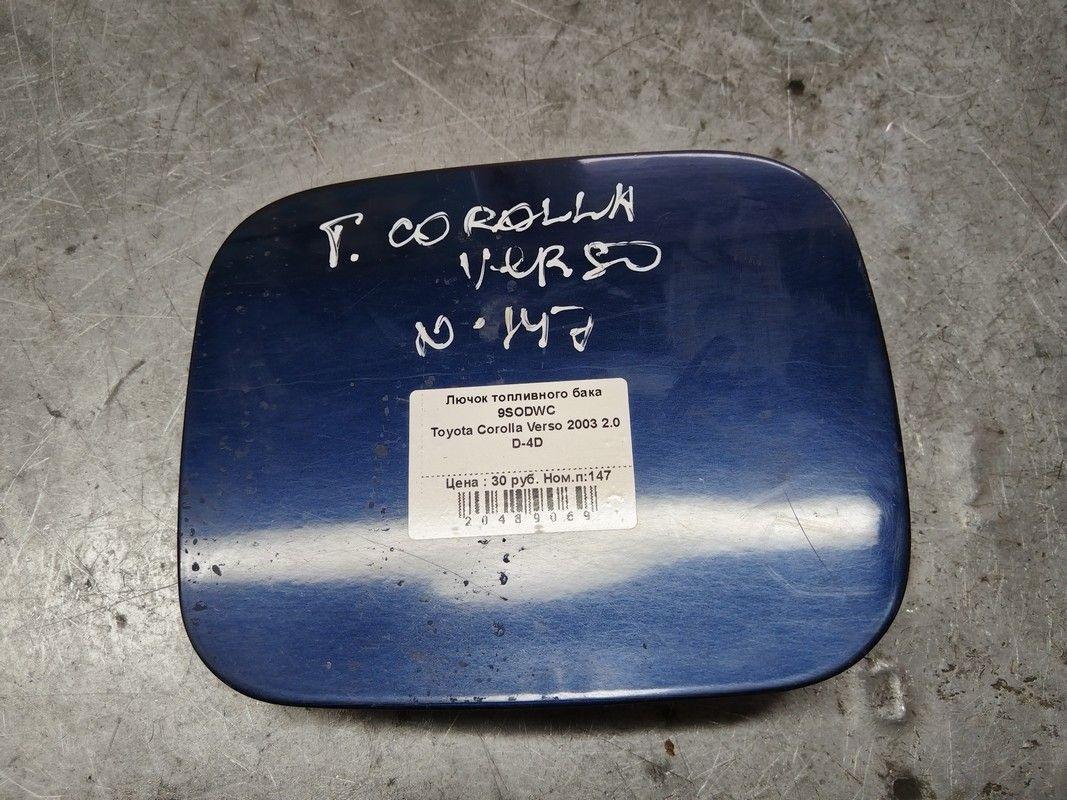 T. COROLLA
VERSO
N.147
Лючок топливного бака
9SODWC
Toyota Corolla Verso 2003 2.0
D-4D
Цена : 30 руб. Ном.п:147
20489069